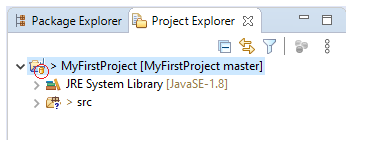 Package Explorer Project Explorer
> MyFirstProject [MyFirstProject master]
JRE System Library [JavaSE-1.8]
> src